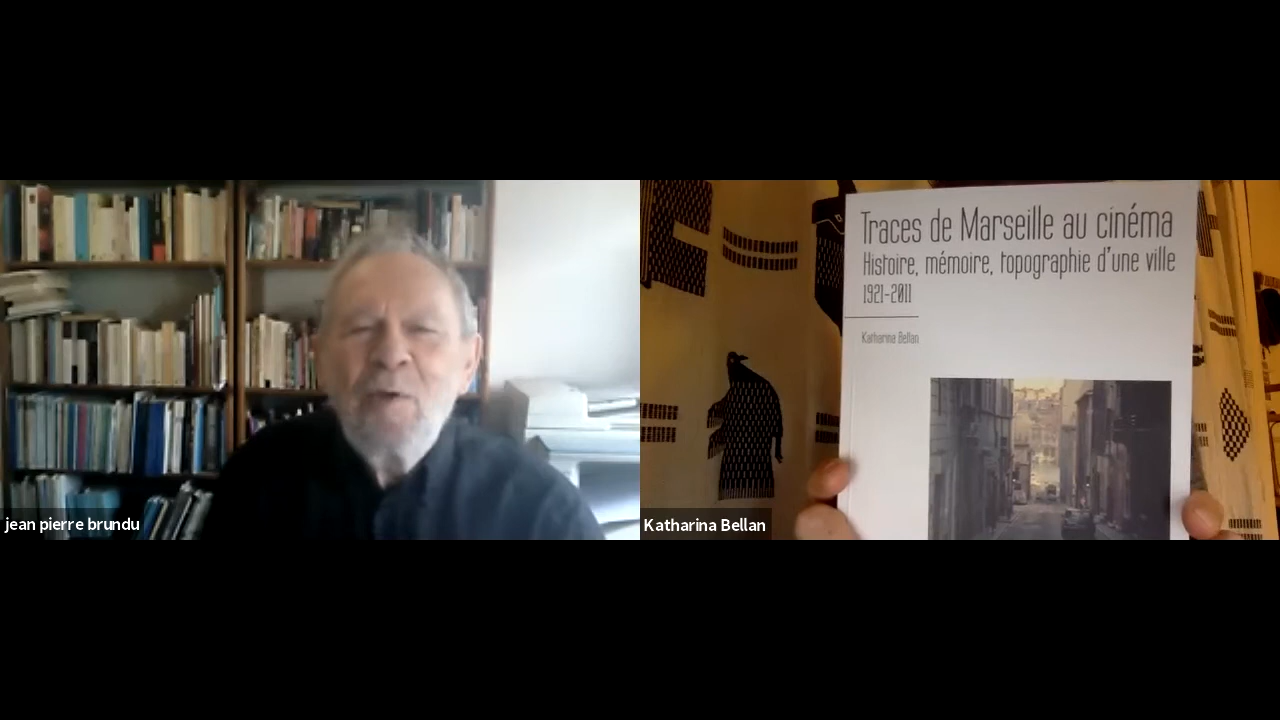 jean pierre brundu
Traces de Marseille au cinéma
Histoire, mémoire, topographie d'une ville
1921-2011
Katharina Bellan
Katharina Bellan